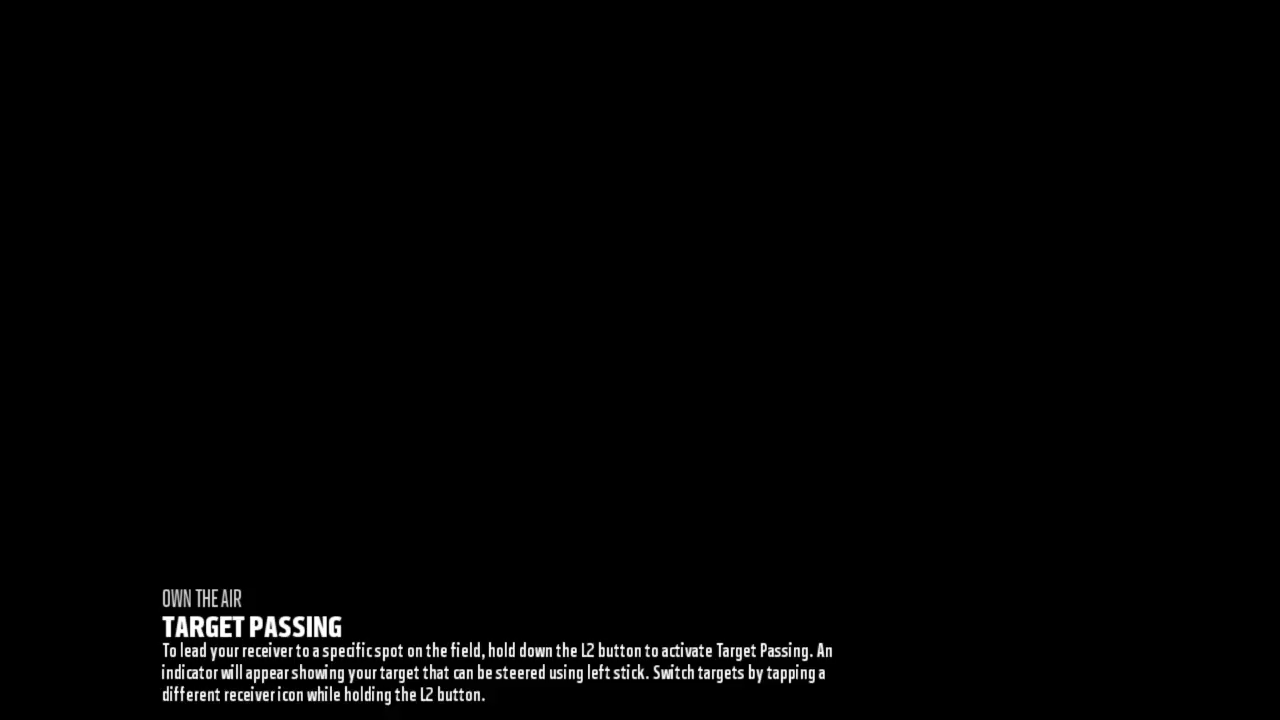 OWN THE AIR
TARGET PASSING
To lead your receiver to a specific spot on the field, hold down the L2 button to activate Target Passing. An
indicator will appear showing your target that can be steered using left stick. Switch targets by tapping a
different receiver icon while holding the L2 button.